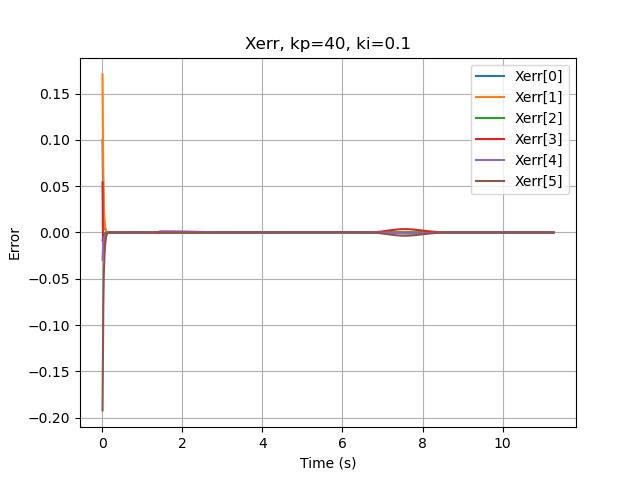 Xerr, kp=40, ki=0.1
Xerr[0]
Xerr[1]
Xerr[2]
Xerr[3]
Xerr[4]
Xerr[5]
0.15
0.10
0.05
0.00
−0.05
−0.10
−0.15
−0.20
Error
0 2 4 6 8 10
Time (s)